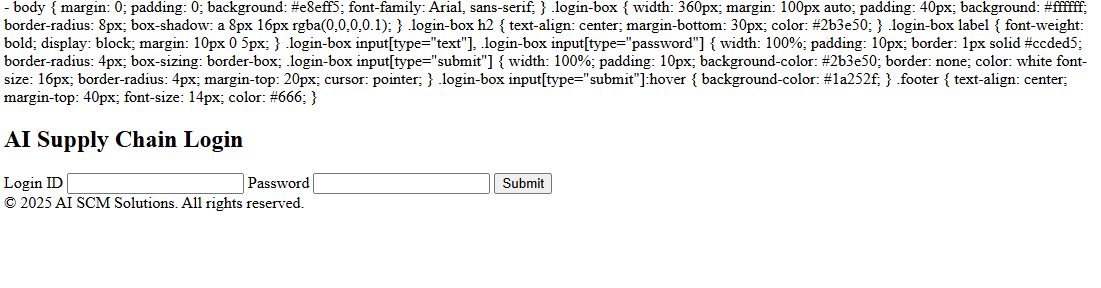 - body { margin: 0; padding: 0; background: #e8eff5; font-family: Arial, sans-serif; } .login-box { width: 360px; margin: 100px auto; padding: 40px; background: #ffffff;
border-radius: 8px; box-shadow: a 8px 16px rgba(0,0,0,0.1); } .login-box h2 { text-align: center; margin-bottom: 30px; color: #2b3e50; } .login-box label { font-weight:
bold; display: block; margin: 10px 0 5px; } .login-box input[type="text"], .login-box input[type="password"] { width: 100%; padding: 10px; border: 1px solid #ccded5;
border-radius: 4px; box-sizing: border-box; .login-box input[type="submit"] { width: 100%; padding: 10px; background-color: #2b3e50; border: none; color: white font-
size: 16px; border-radius: 4px; margin-top: 20px; cursor: pointer; } .login-box input[type="submit"]:hover { background-color: #1a252f; } .footer { text-align: center;
margin-top: 40px; font-size: 14px; color: #666; }
AI Supply Chain Login
Login ID Password Submit
© 2025 AI SCM Solutions. All rights reserved.